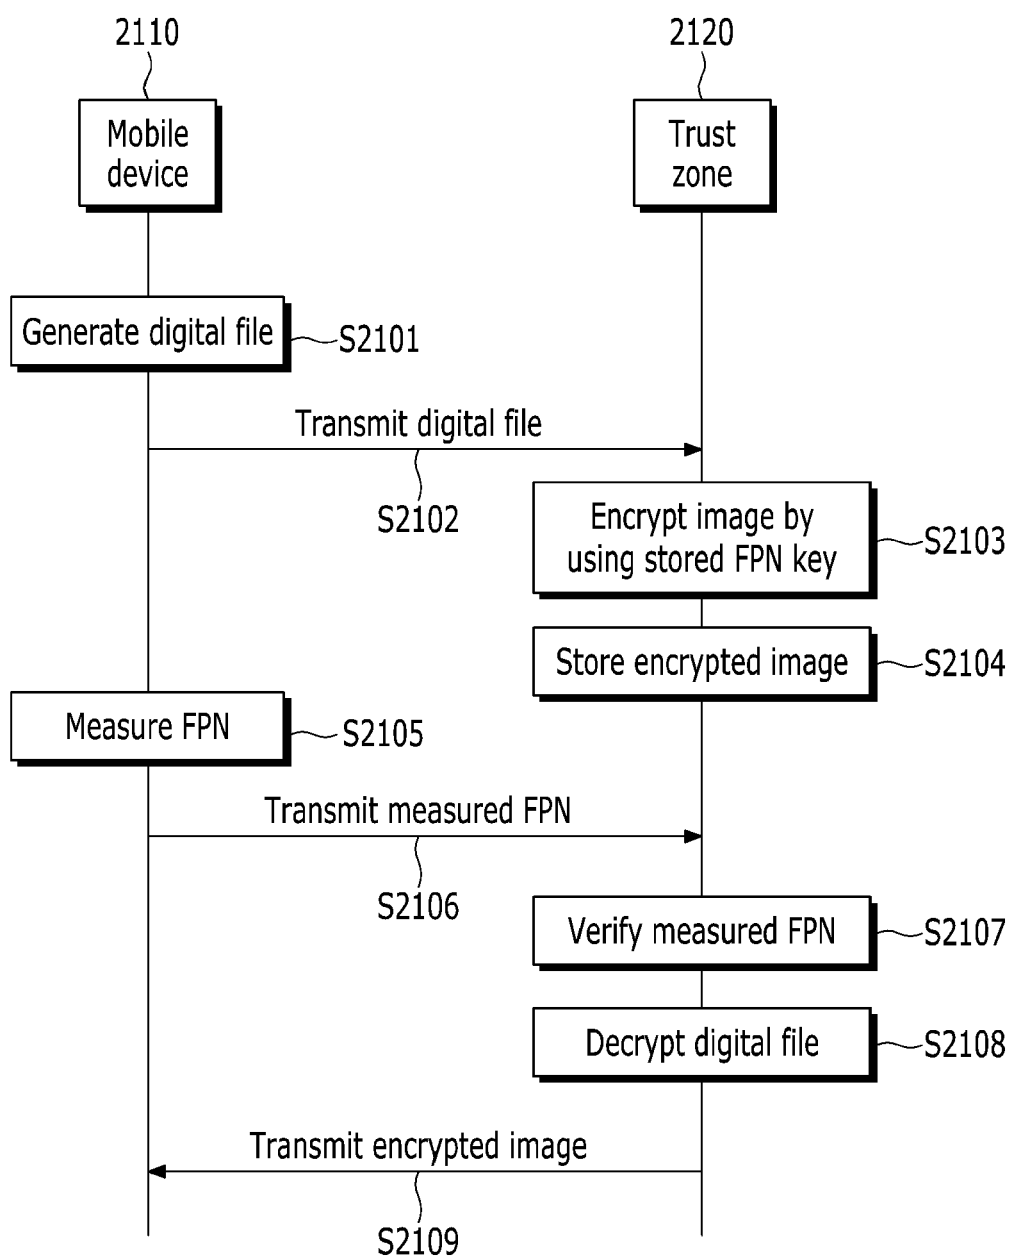 2110
2120
Mobile
device
Trust
zone
Generate digital file
S2101
Transmit digital file
S2102
Encrypt image by
using stored FPN key
S2103
Store encrypted image
S2104
Measure FPN
S2105
Transmit measured FPN
S2106
Verify measured FPN
S2107
Decrypt digital file
S2108
Transmit encrypted image
S2109